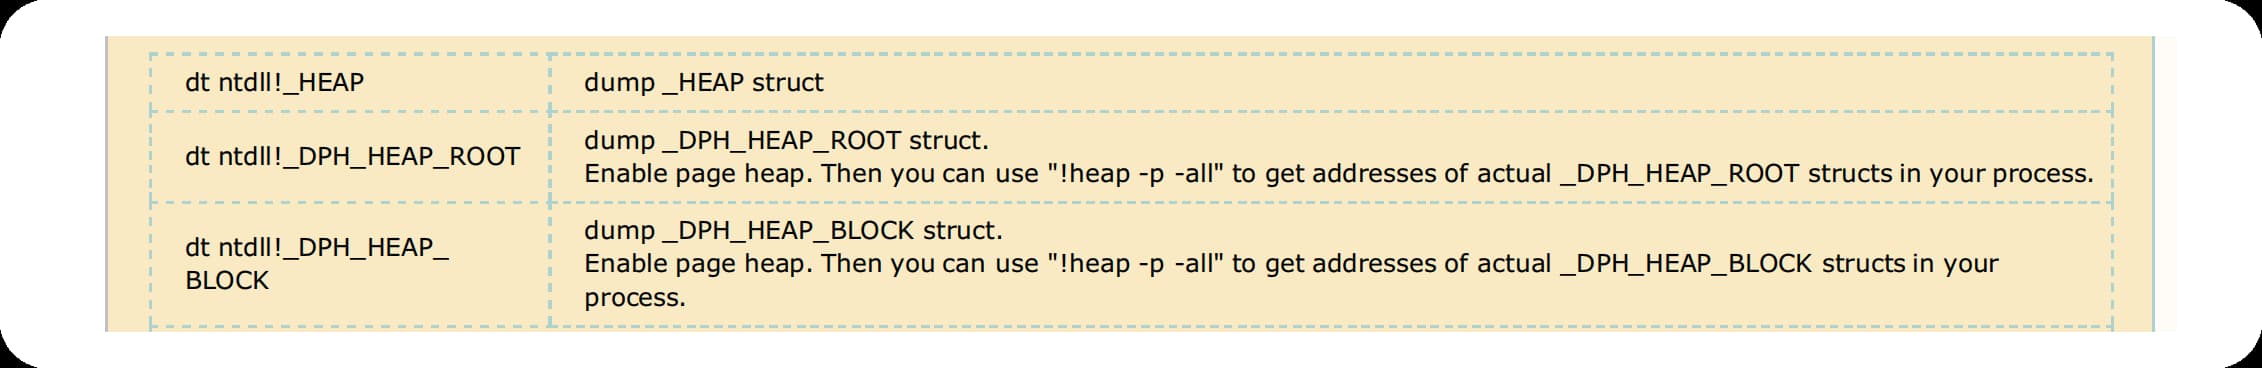 dt ntdll!_HEAP
dump _HEAP struct
dt ntdll!_DPH_HEAP_ROOT
dump _DPH_HEAP_ROOT struct.
Enable page heap. Then you can use "!heap -p -all" to get addresses of actual _DPH_HEAP_ROOT structs in your process.
dt ntdll!_DPH_HEAP_
BLOCK
dump _DPH_HEAP_BLOCK struct.
Enable page heap. Then you can use "!heap -p -all" to get addresses of actual _DPH_HEAP_BLOCK structs in your
process.